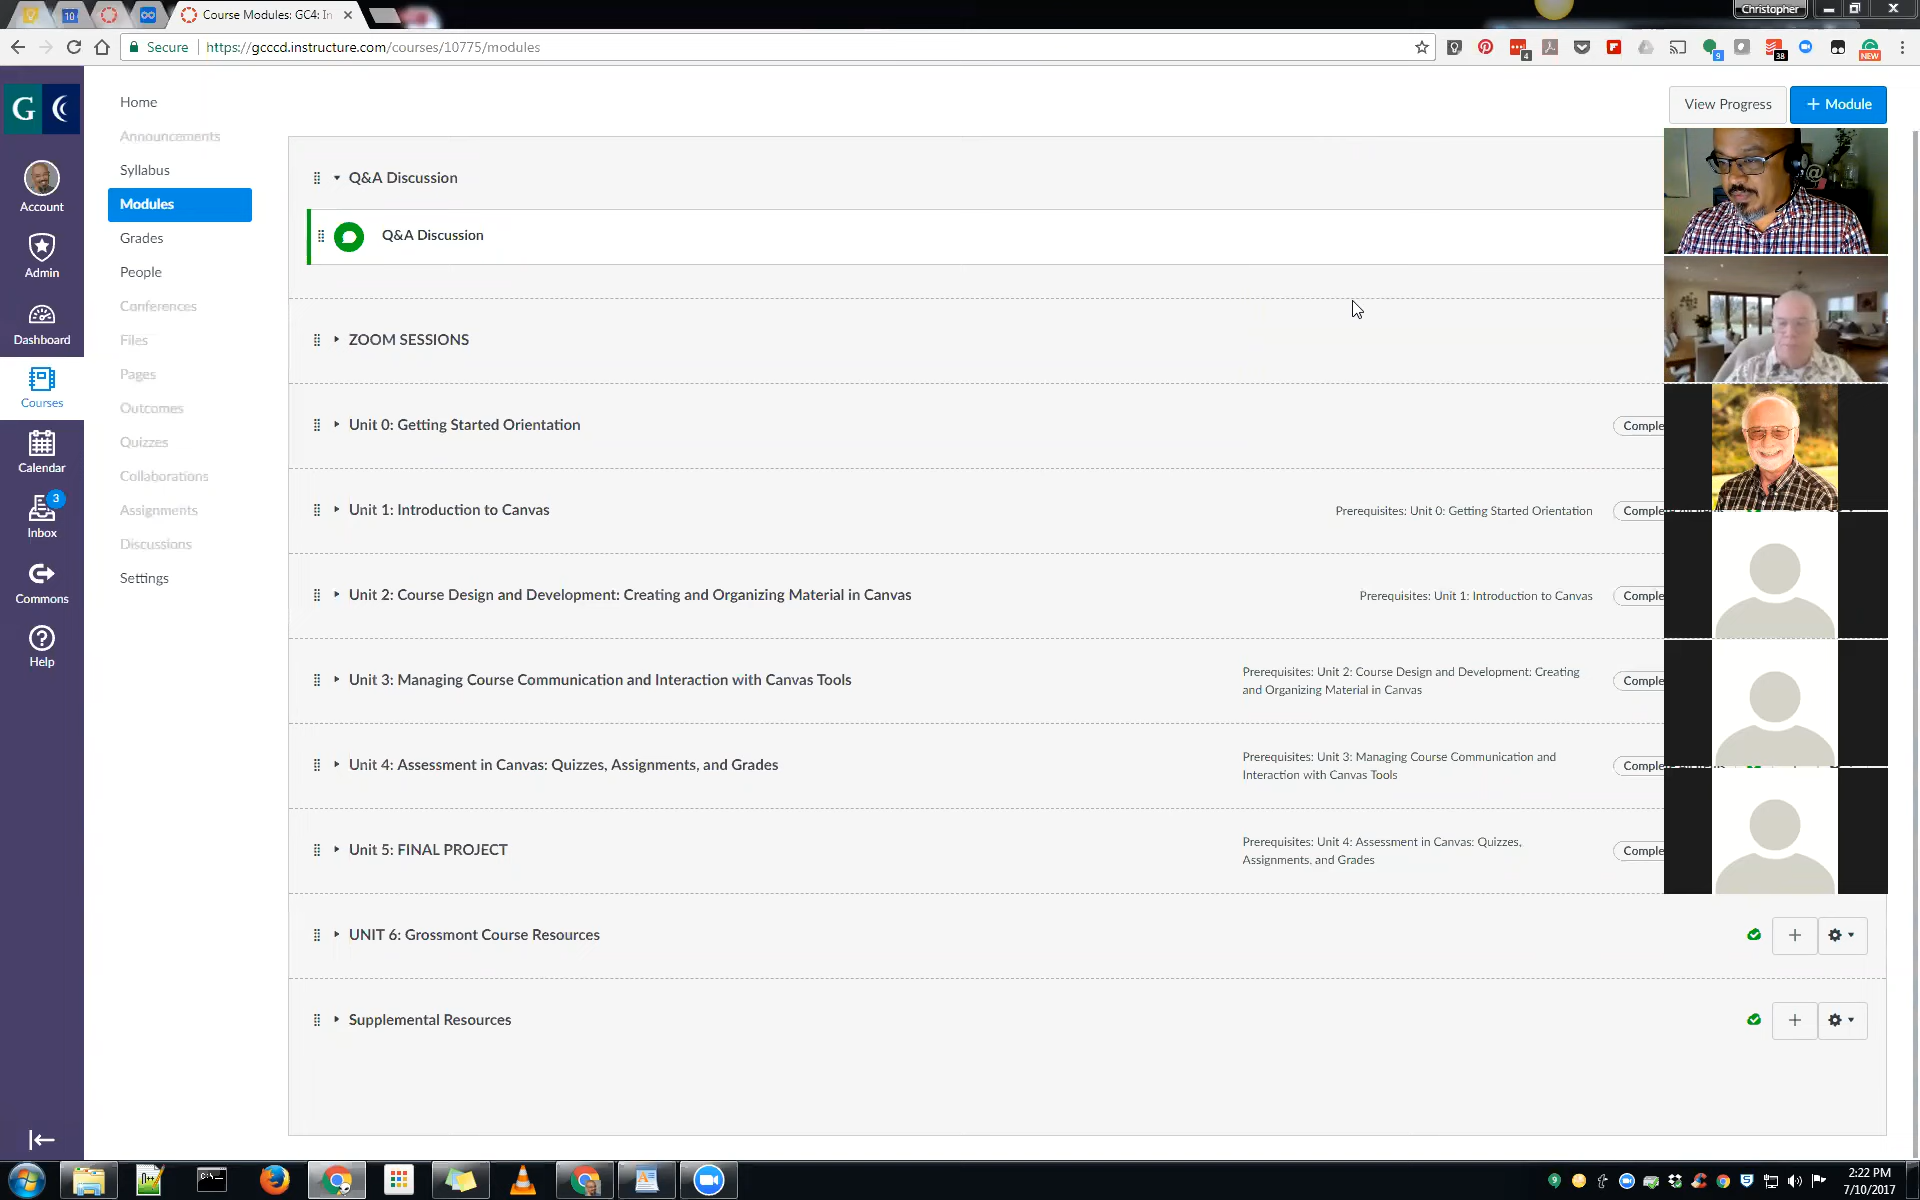 Course Modules: GC4: In
Christopher
Secure
https://gcccd.instructure.com/courses/10775/modules
4
9
38
NEW
G
Account
Admin
Dashboard
Courses
Calendar
3
Inbox
Commons
Help
Home
Announcements
Syllabus
Modules
Grades
People
Conferences
Files
Pages
Outcomes
Quizzes
Collaborations
Assignments
Discussions
Settings
View Progress
+ Module
Q&A Discussion
Q&A Discussion
ZOOM SESSIONS
Unit 0: Getting Started Orientation
Comple
Unit 1: Introduction to Canvas
Prerequisites: Unit 0: Getting Started Orientation
Comple
Unit 2: Course Design and Development: Creating and Organizing Material in Canvas
Prerequisites: Unit 1: Introduction to Canvas
Comple
Unit 3: Managing Course Communication and Interaction with Canvas Tools
Prerequisites: Unit 2: Course Design and Development: Creating
and Organizing Material in Canvas
Comple
Unit 4: Assessment in Canvas: Quizzes, Assignments, and Grades
Prerequisites: Unit 3: Managing Course Communication and
Interaction with Canvas Tools
Comple
Unit 5: FINAL PROJECT
Prerequisites: Unit 4: Assessment in Canvas: Quizzes,
Assignments, and Grades
Comple
UNIT 6: Grossmont Course Resources
Supplemental Resources
2:22 PM
7/10/2017